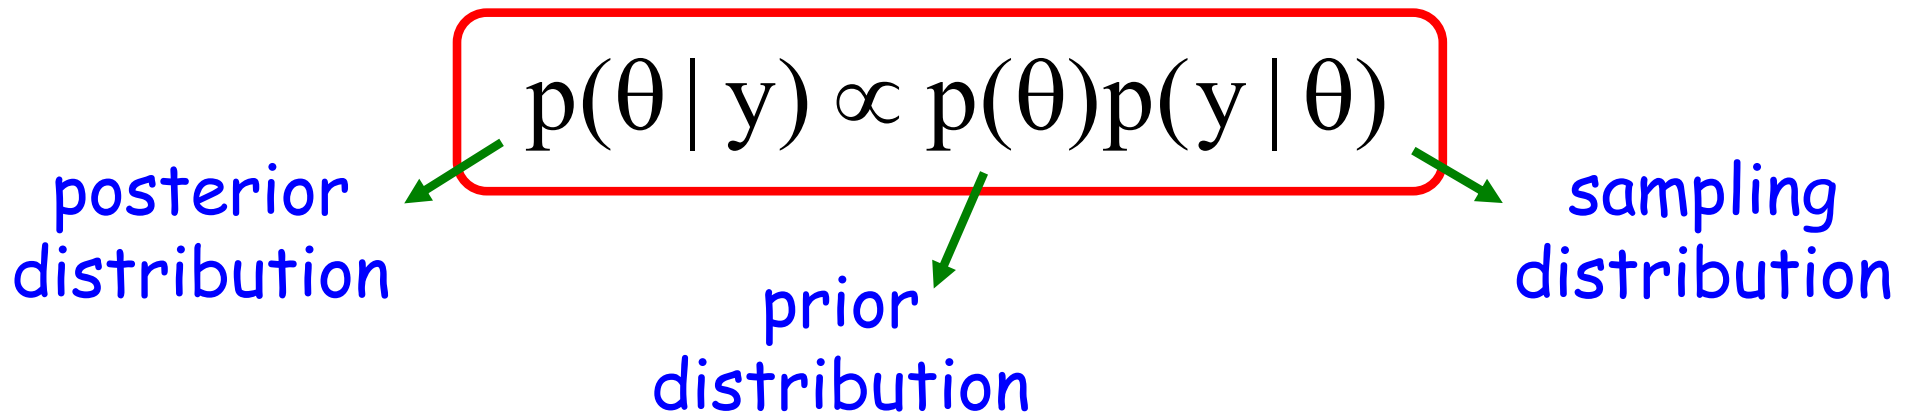 p(θ | y) ∝ p(θ)p(y | θ)
posterior
distribution
prior
distribution
sampling
distribution